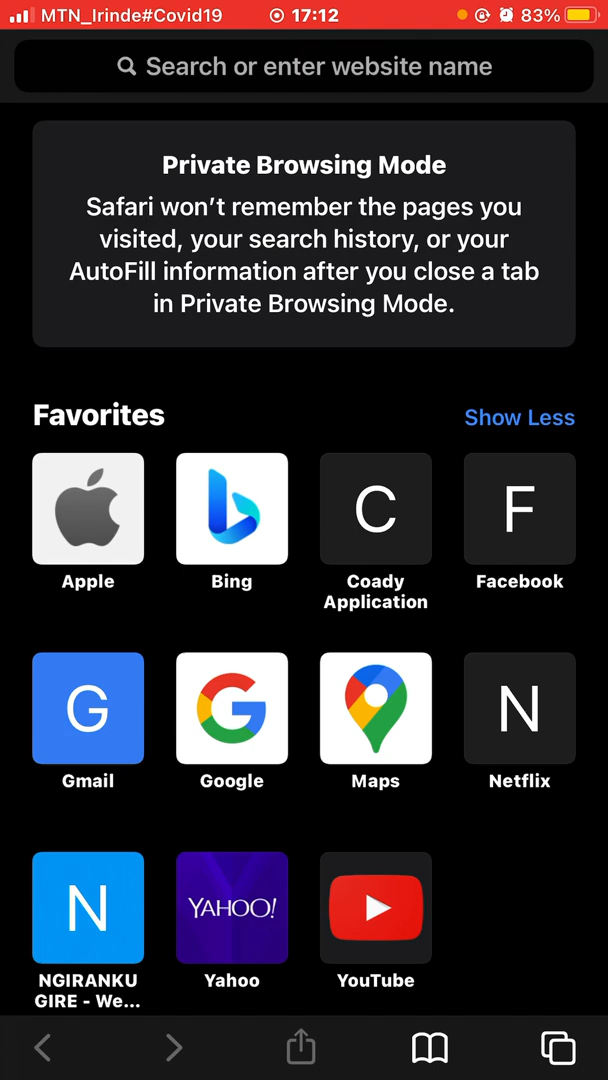 MTN_Irinde#Covid19 17:12 83%
Search or enter website name
Private Browsing Mode
Safari won't remember the pages you
visited, your search history, or your
AutoFill information after you close a tab
in Private Browsing Mode.
Favorites Show Less
Apple
Bing
C
Coady
Application
F
Facebook
G
Gmail
G
Google
Maps
N
Netflix
N
NGIRANKU
GIRE - We...
YAHOO!
Yahoo
YouTube